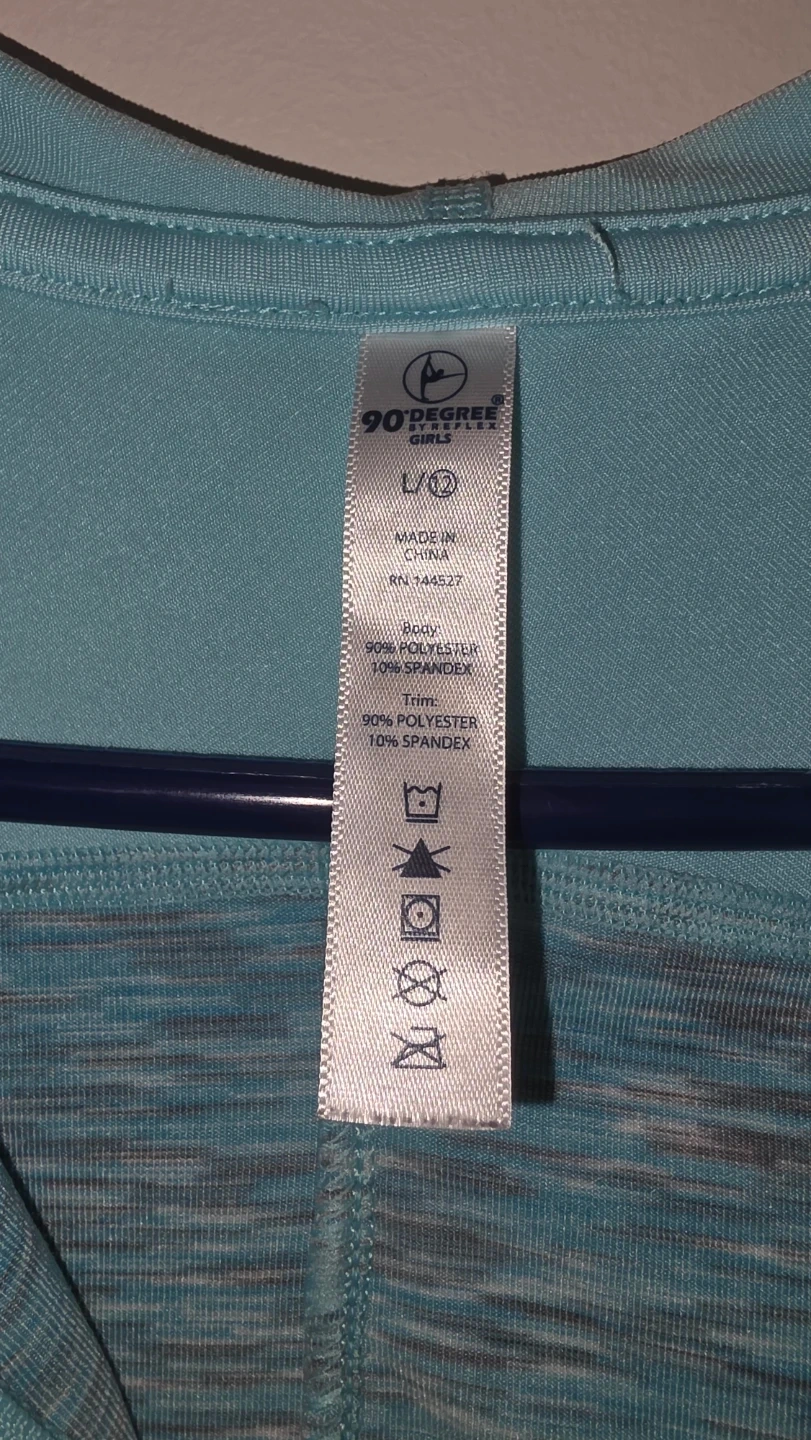 90°DEGREE®
BY REFLEX
GIRLS
L/⑫
MADE IN
CHINA
RN 144527
Body:
90% POLYESTER
10% SPANDEX
Trim:
90% POLYESTER
10% SPANDEX